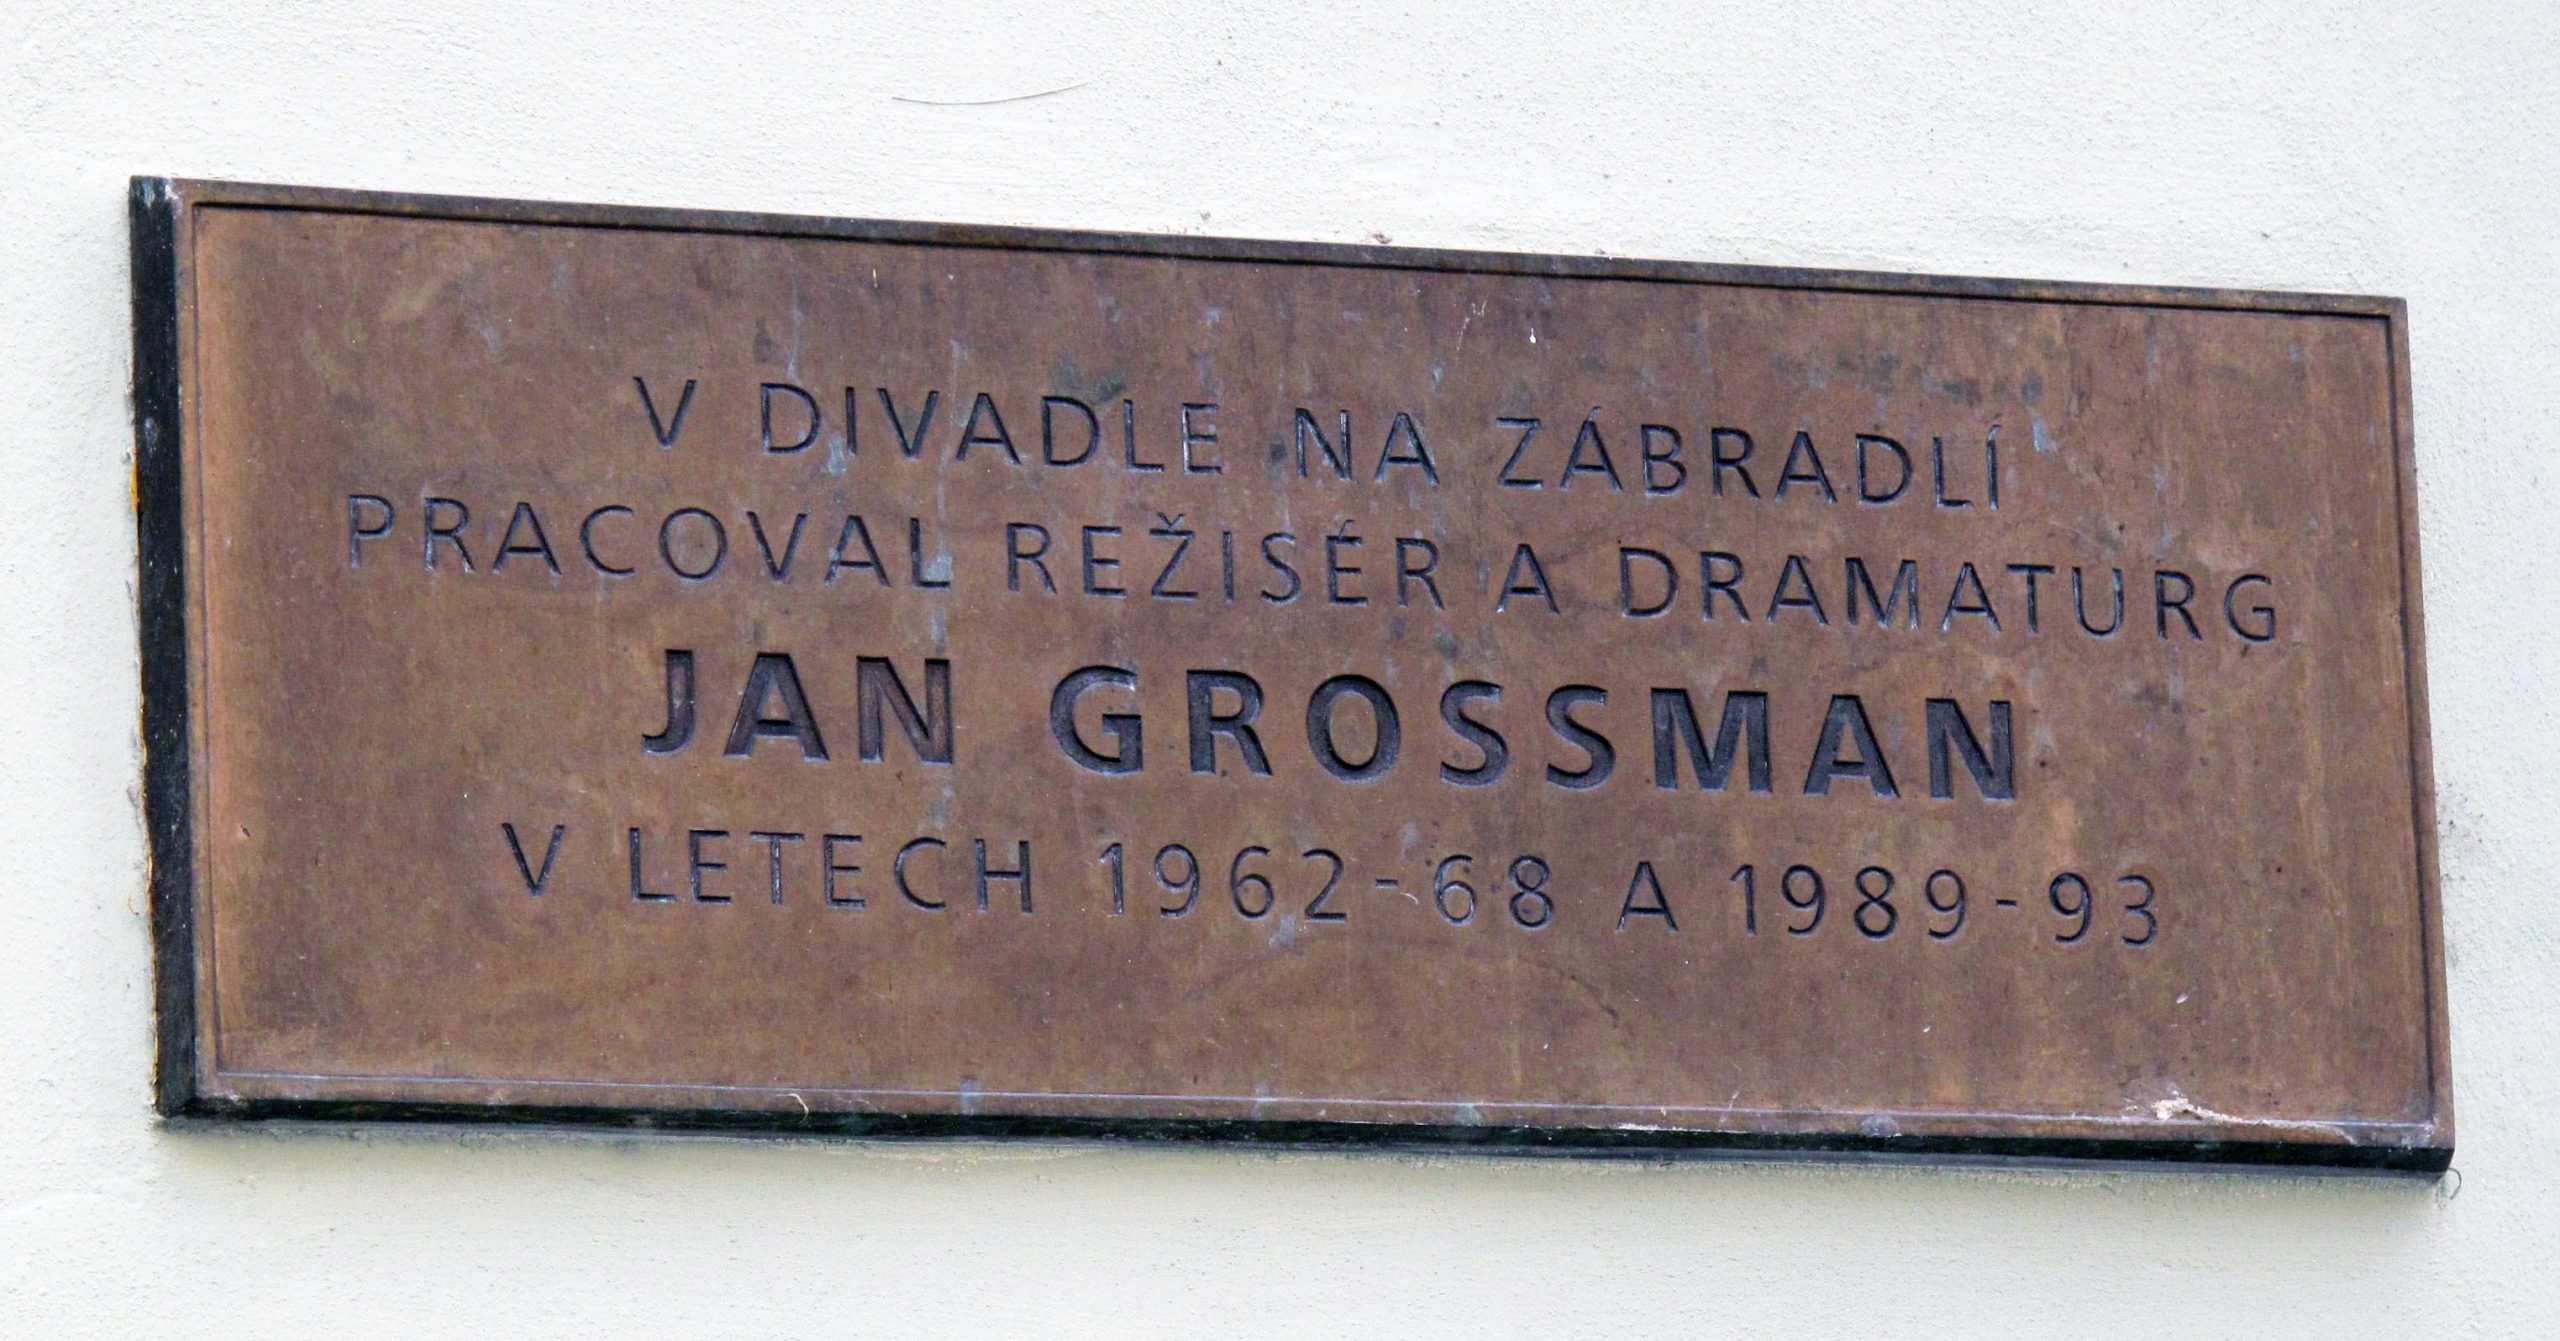 V DIVADLE NA ZÁBRADLÍ
PRACOVAL REŽISÉR A DRAMATURG
JAN GROSSMAN
V LETECH 1962-68 A 1989-93